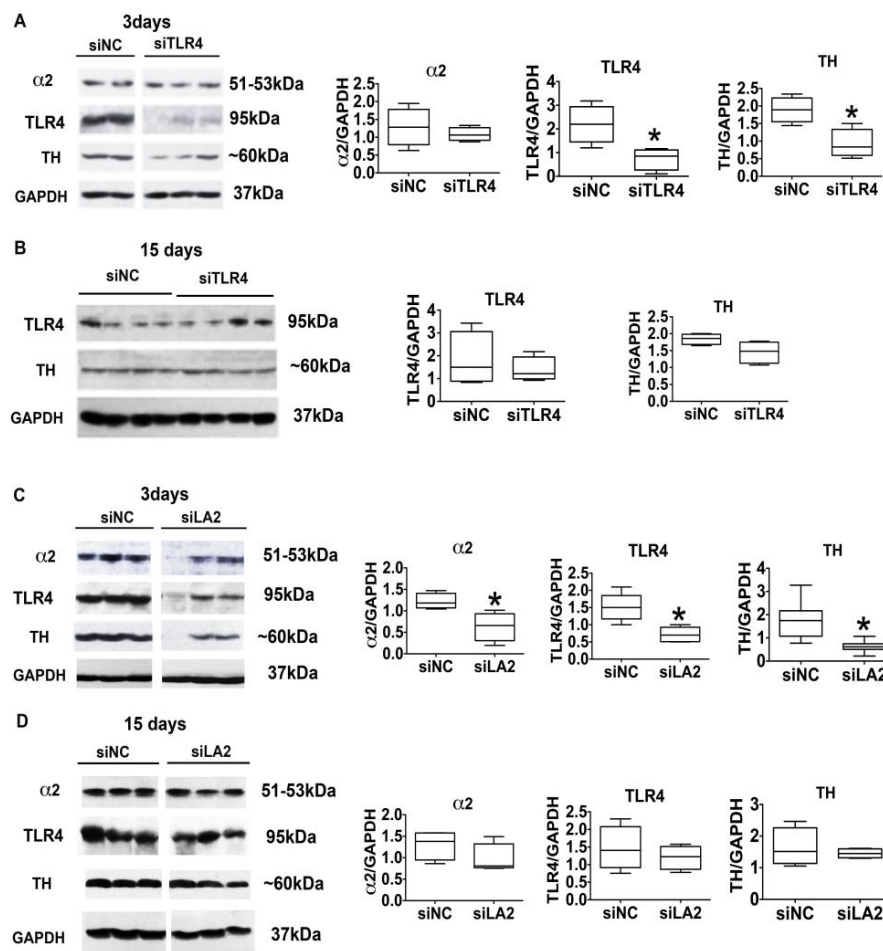 A
3days
siNC siTLR4
α2 51-53kDa
TLR4 95kDa
TH ~60kDa
GAPDH 37kDa
α2
α2/GAPDH
2.5
2.0
1.5
1.0
0.5
0.0
siNC siTLR4
TLR4
TLR4/GAPDH
4
3
2
1
0
*
siNC siTLR4
TH
TH/GAPDH
2.5
2.0
1.5
1.0
0.5
0.0
*
siNC siTLR4
B
15 days
siNC siTLR4
TLR4 95kDa
TH ~60kDa
GAPDH 37kDa
TLR4
TLR4/GAPDH
4
3
2
1
0
siNC siTLR4
TH
TH/GAPDH
2.5
2.0
1.5
1.0
0.5
0.0
siNC siTLR4
C
3days
siNC siLA2
α2 51-53kDa
TLR4 95kDa
TH ~60kDa
GAPDH 37kDa
α2
α2/GAPDH
2.0
1.5
1.0
0.5
0.0
*
siNC siLA2
TLR4
TLR4/GAPDH
2.5
2.0
1.5
1.0
0.5
0.0
*
siNC siLA2
TH
TH/GAPDH
4
3
2
1
0
*
siNC siLA2
D
15 days
siNC siLA2
α2 51-53kDa
TLR4 95kDa
TH ~60kDa
GAPDH 37kDa
α2
α2/GAPDH
2.0
1.5
1.0
0.5
0.0
siNC siLA2
TLR4
TLR4/GAPDH
2.5
2.0
1.5
1.0
0.5
0.0
siNC siLA2
TH
TH/GAPDH
3
2
1
0
siNC siLA2